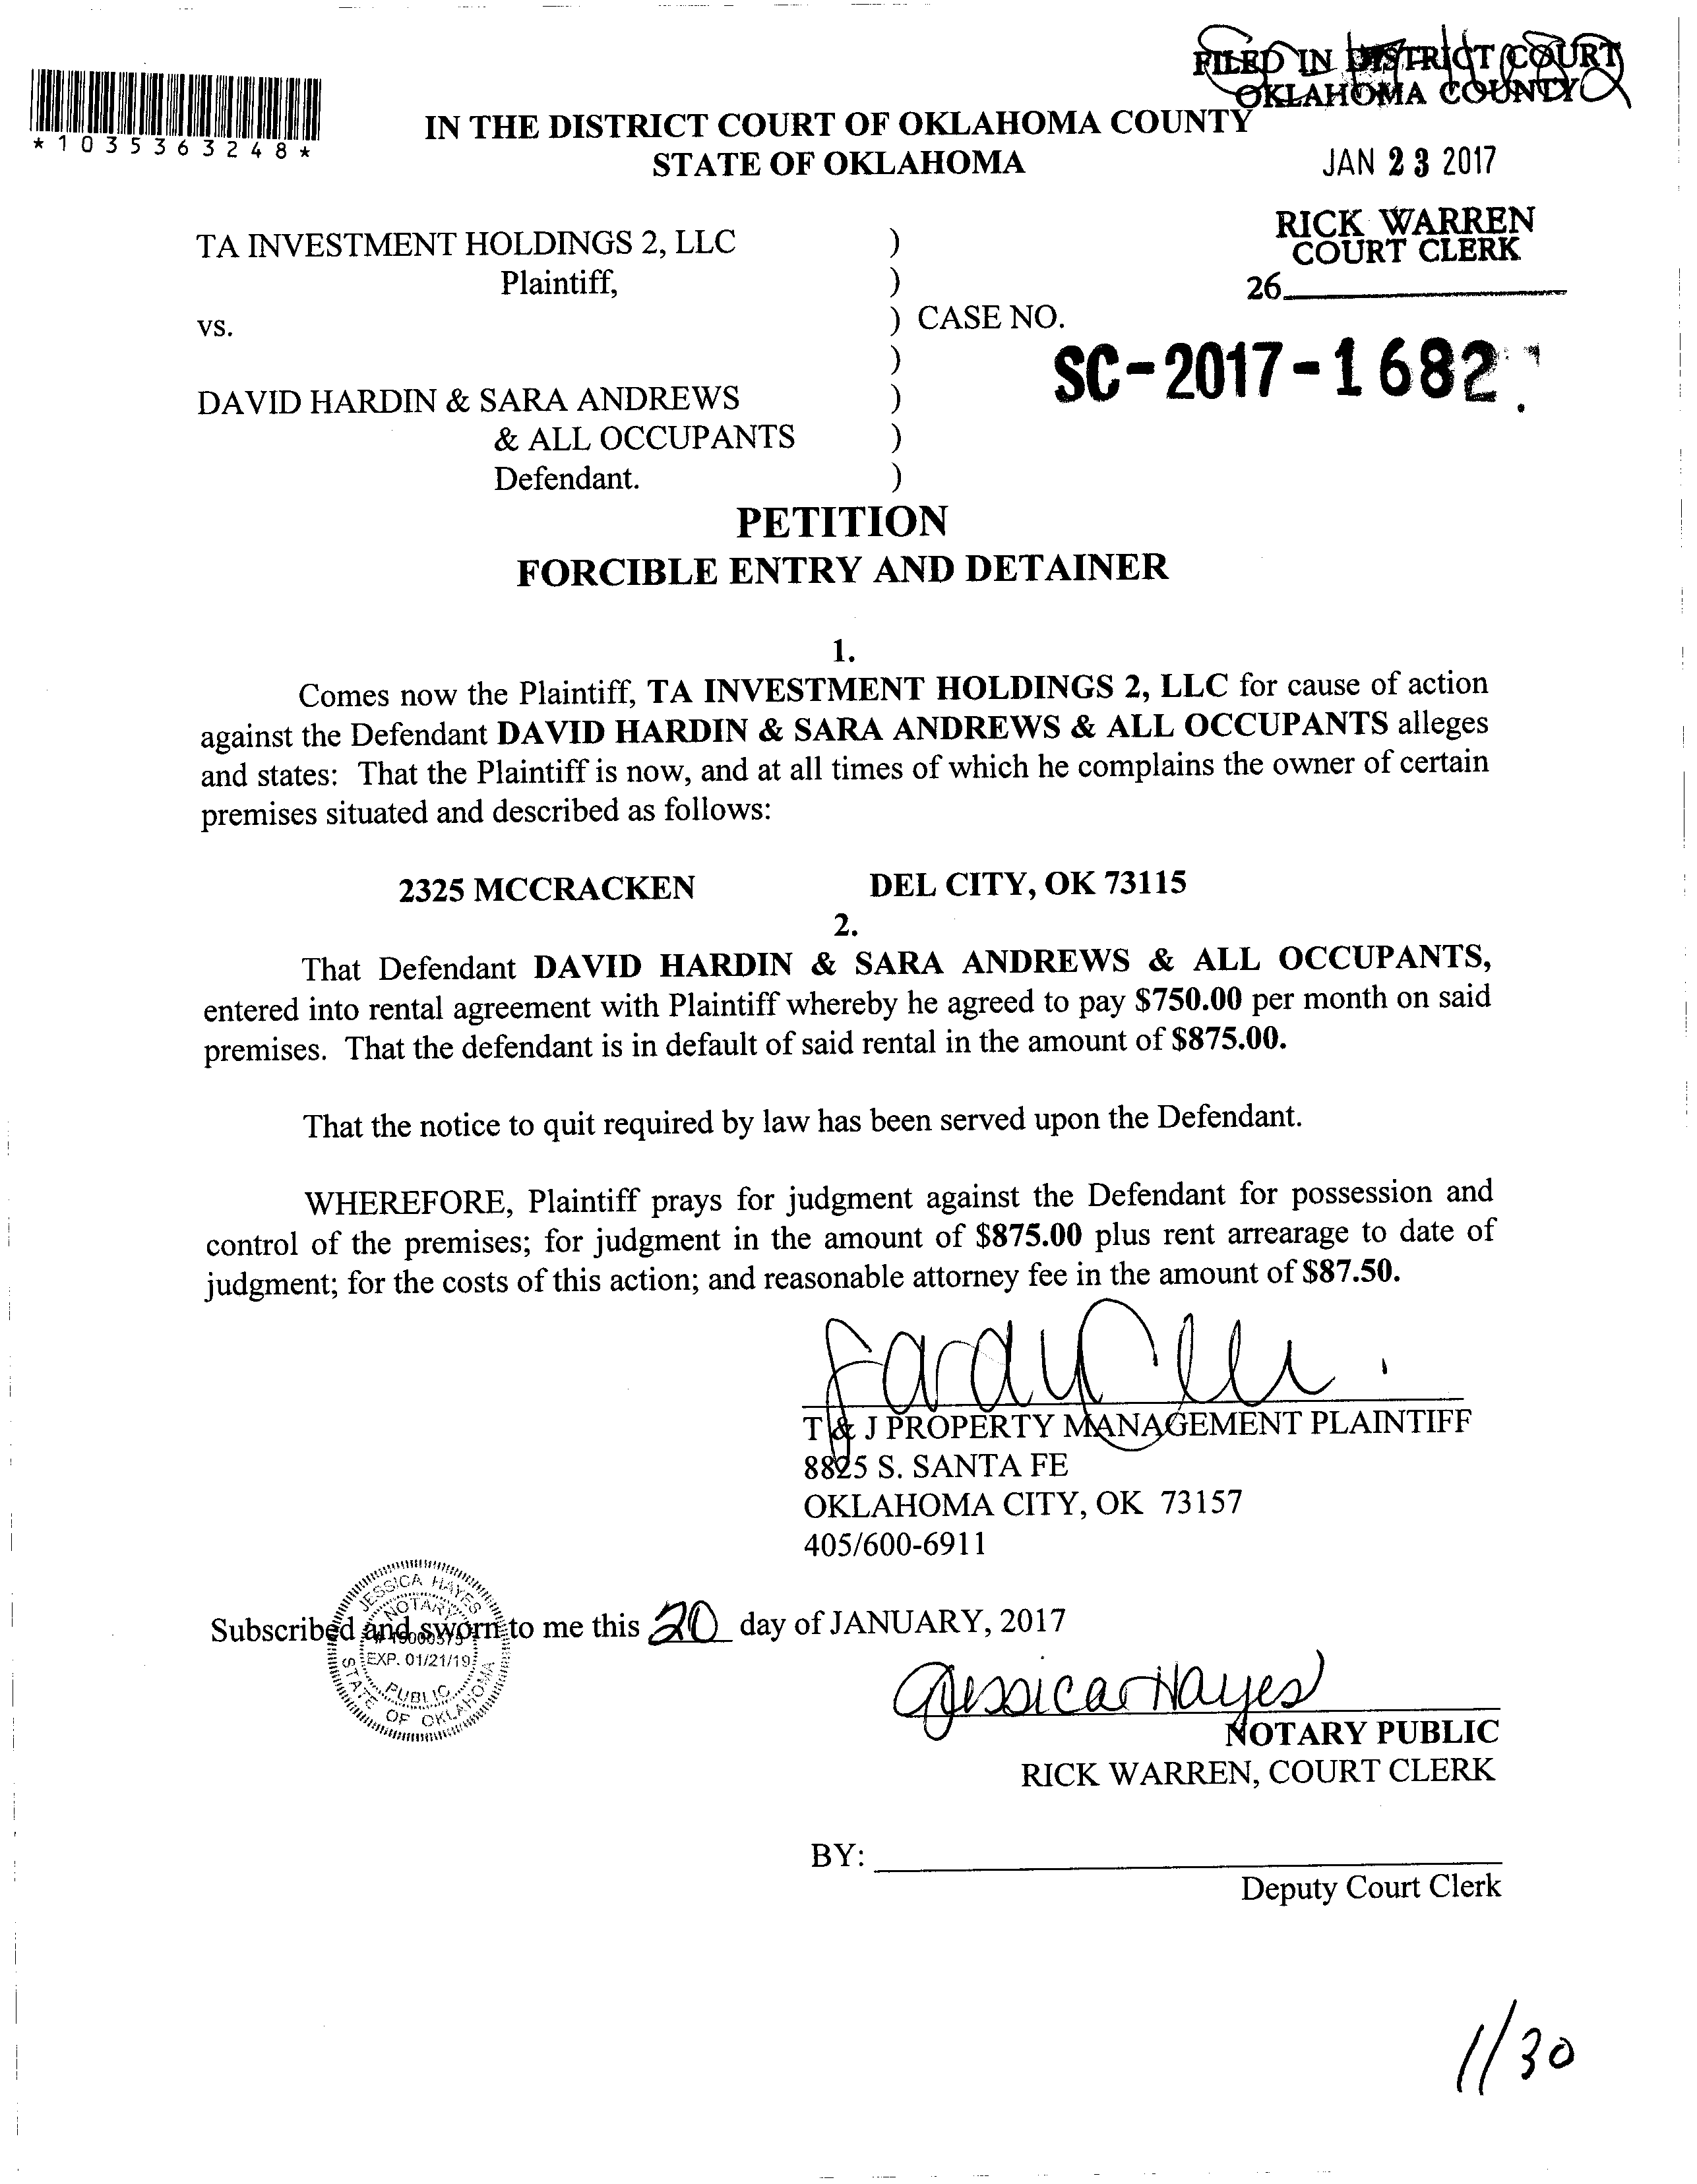 FILED IN DISTRICT COURT
OKLAHOMA COUNTY
*1035363248*
IN THE DISTRICT COURT OF OKLAHOMA COUNTY
STATE OF OKLAHOMA
JAN 23 2017
RICK WARREN
COURT CLERK
26
TA INVESTMENT HOLDINGS 2, LLC )
Plaintiff, )
vs. ) CASE NO.
)
SC-2017-1682
DAVID HARDIN & SARA ANDREWS )
& ALL OCCUPANTS )
Defendant. )
PETITION
FORCIBLE ENTRY AND DETAINER
1.
Comes now the Plaintiff, TA INVESTMENT HOLDINGS 2, LLC for cause of action
against the Defendant DAVID HARDIN & SARA ANDREWS & ALL OCCUPANTS alleges
and states: That the Plaintiff is now, and at all times of which he complains the owner of certain
premises situated and described as follows:
2325 MCCRACKEN DEL CITY, OK 73115
2.
That Defendant DAVID HARDIN & SARA ANDREWS & ALL OCCUPANTS,
entered into rental agreement with Plaintiff whereby he agreed to pay $750.00 per month on said
premises. That the defendant is in default of said rental in the amount of $875.00.
That the notice to quit required by law has been served upon the Defendant.
WHEREFORE, Plaintiff prays for judgment against the Defendant for possession and
control of the premises; for judgment in the amount of $875.00 plus rent arrearage to date of
judgment; for the costs of this action; and reasonable attorney fee in the amount of $87.50.
T & J PROPERTY MANAGEMENT PLAINTIFF
8825 S. SANTA FE
OKLAHOMA CITY, OK 73157
405/600-6911
Subscribed and sworn to me this 20 day of JANUARY, 2017
JESSICA HAYES
NOTARY
EXP. 01/21/19
PUBLIC
STATE OF OKLAHOMA
Jessica Hayes
NOTARY PUBLIC
RICK WARREN, COURT CLERK
BY:
Deputy Court Clerk
1/30